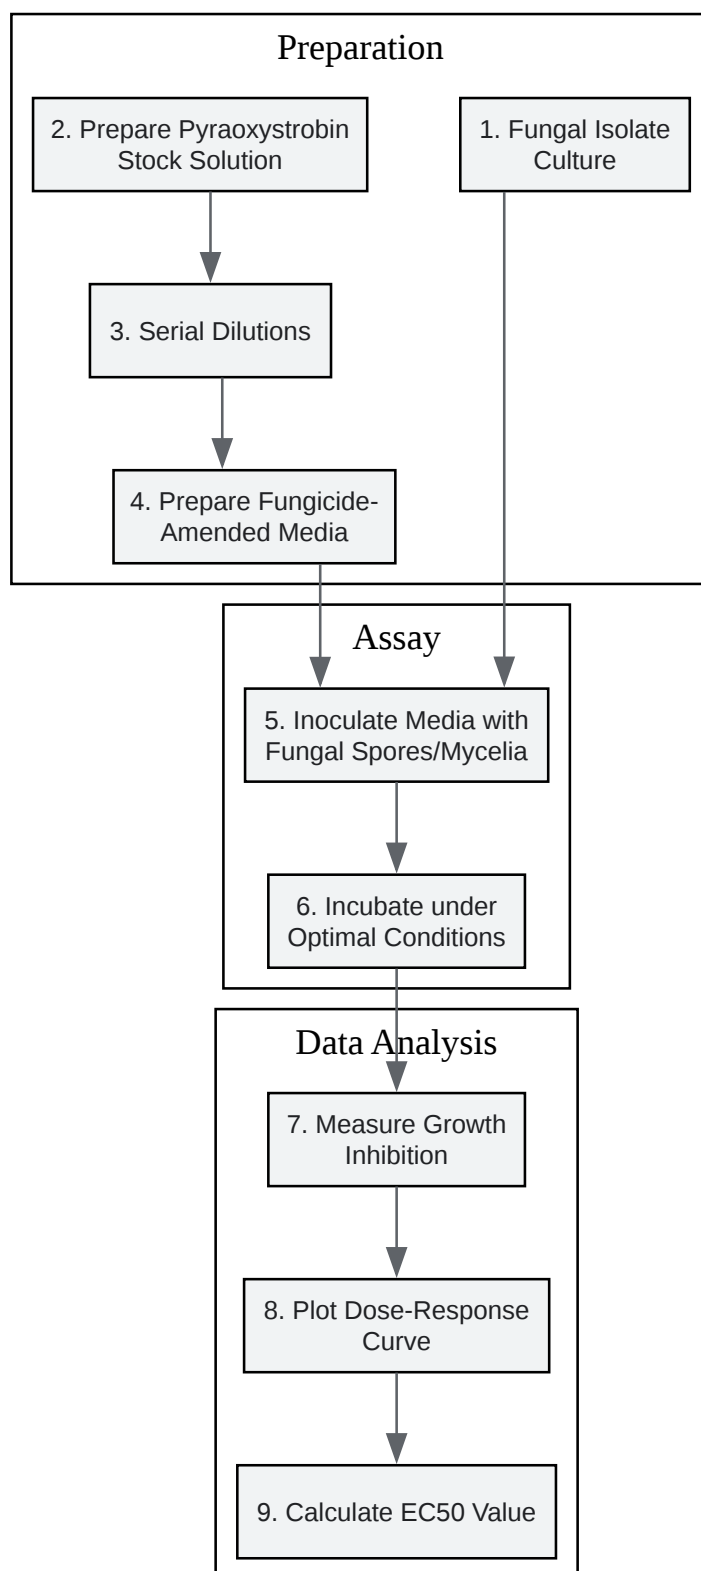 Preparation
2. Prepare Pyraoxystrobin
Stock Solution
1. Fungal Isolate
Culture
3. Serial Dilutions
4. Prepare Fungicide-
Amended Media
Assay
5. Inoculate Media with
Fungal Spores/Mycelia
6. Incubate under
Optimal Conditions
Data Analysis
7. Measure Growth
Inhibition
8. Plot Dose-Response
Curve
9. Calculate EC50 Value